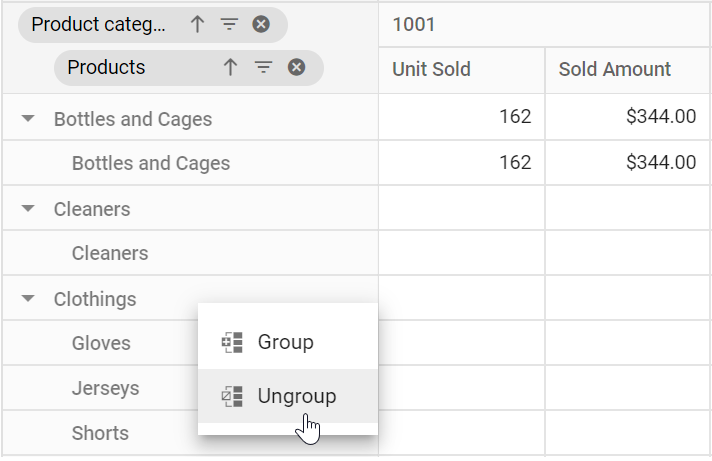 Product categ... 1001
Products Unit Sold Sold Amount
Bottles and Cages 162 $344.00
Bottles and Cages 162 $344.00
Cleaners
Cleaners
Clothings
Gloves Group
Jerseys Ungroup
Shorts